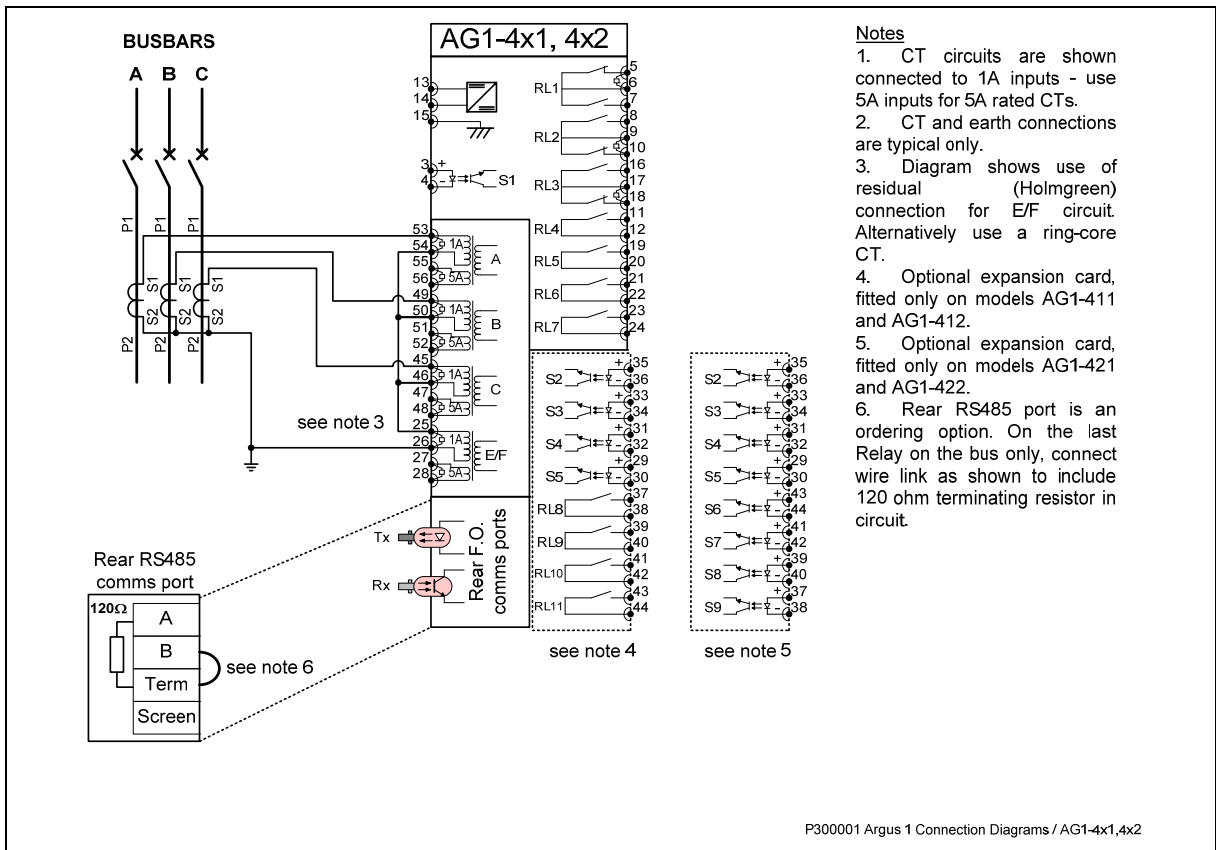 BUSBARS
A B C
P1 P1 P1
S1 S1 S1
S2 S2 S2
P2 P2 P2
AG1-4x1, 4x2
13
14
15
3 +
4 -
S1
53
54 1A
55
56 5A
A
49
50 1A
51
52 5A
B
45
46 1A
47
48 5A
C
25
26 1A
27
28 5A
E/F
see note 3
RL1 5
6
7
RL2 8
9
10
RL3 16
17
18
RL4 11
12
RL5 19
20
RL6 21
22
RL7 23
24
Tx
Rx
Rear F.O.
comms ports
S2 + 35
- 36
S3 + 33
- 34
S4 + 31
- 32
S5 + 29
- 30
RL8 37
38
RL9 39
40
RL10 41
42
RL11 43
44
see note 4
S2 + 35
- 36
S3 + 33
- 34
S4 + 31
- 32
S5 + 29
- 30
S6 + 43
- 44
S7 + 41
- 42
S8 + 39
- 40
S9 + 37
- 38
see note 5
Rear RS485
comms port
120Ω
A
B
Term
Screen
see note 6
Notes
1. CT circuits are shown
connected to 1A inputs - use
5A inputs for 5A rated CTs.
2. CT and earth connections
are typical only.
3. Diagram shows use of
residual (Holmgreen)
connection for E/F circuit.
Alternatively use a ring-core
CT.
4. Optional expansion card,
fitted only on models AG1-411
and AG1-412.
5. Optional expansion card,
fitted only on models AG1-421
and AG1-422.
6. Rear RS485 port is an
ordering option. On the last
Relay on the bus only, connect
wire link as shown to include
120 ohm terminating resistor in
circuit.
P300001 Argus 1 Connection Diagrams / AG1-4x1,4x2